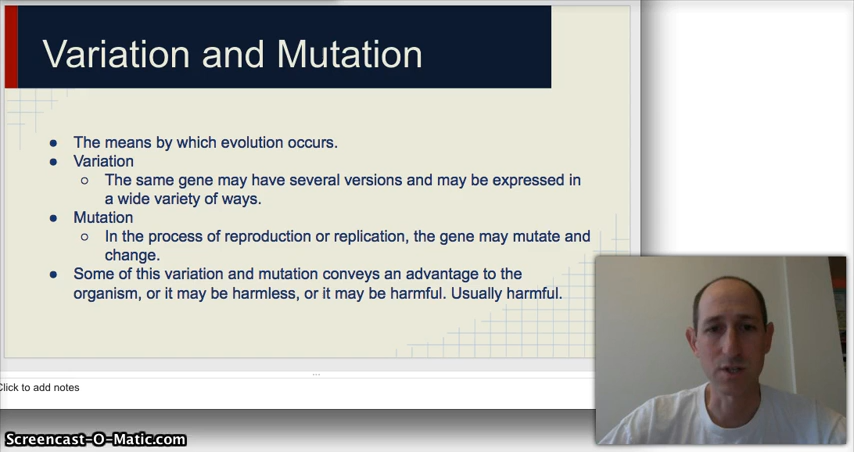 Variation and Mutation
● The means by which evolution occurs.
● Variation
○ The same gene may have several versions and may be expressed in
a wide variety of ways.
● Mutation
○ In the process of reproduction or replication, the gene may mutate and
change.
● Some of this variation and mutation conveys an advantage to the
organism, or it may be harmless, or it may be harmful. Usually harmful.
Click to add notes
Screencast-O-Matic.com